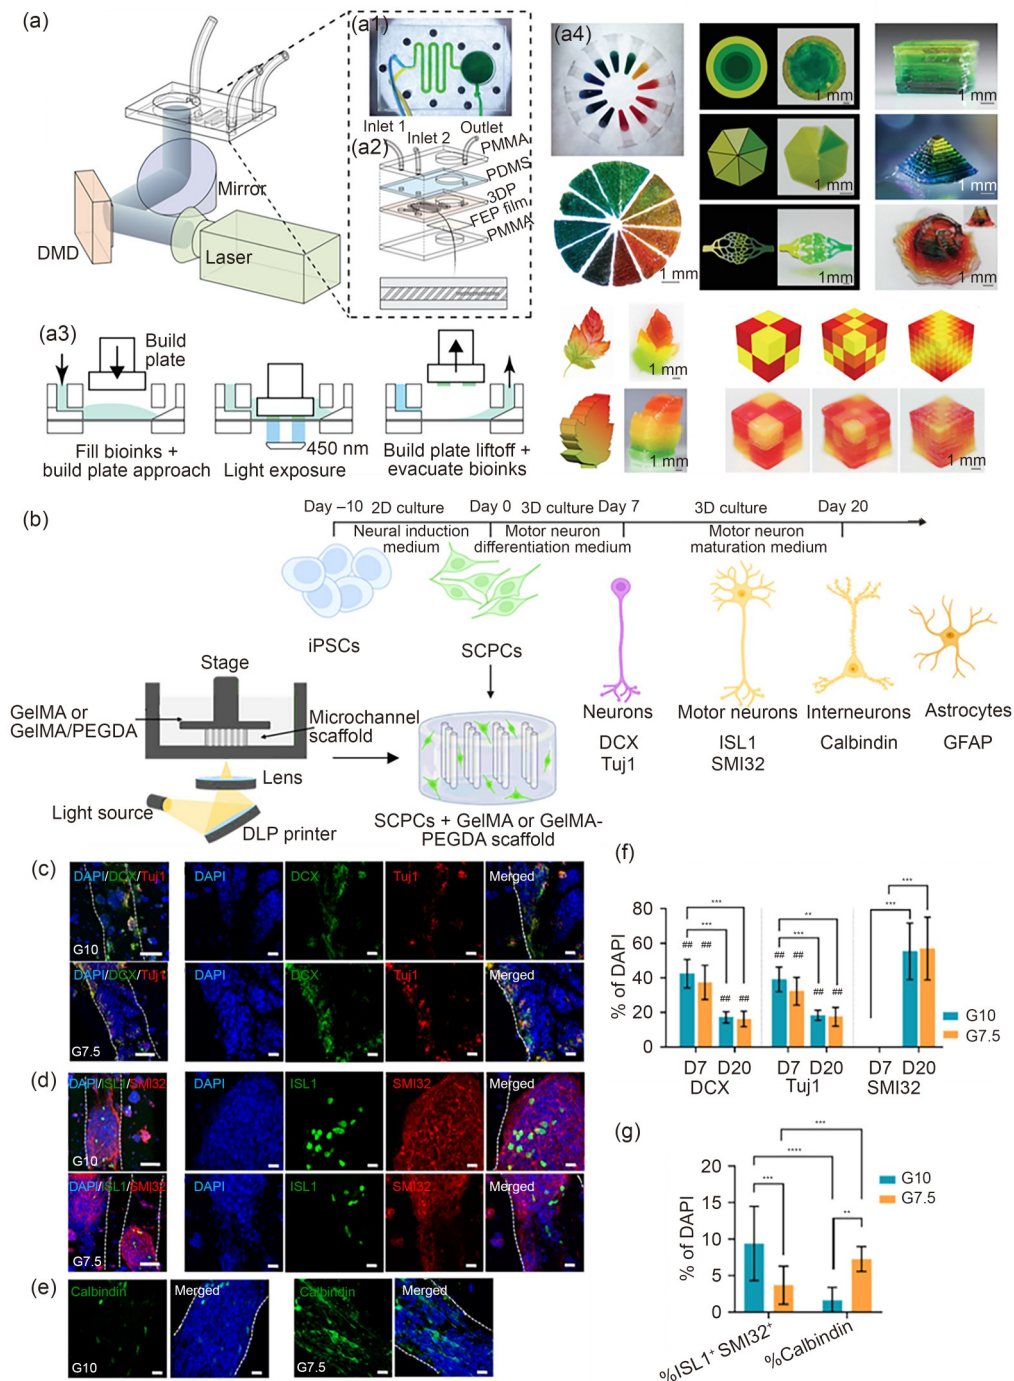 (a)
(a1)
(a4)
1 mm
1 mm
Inlet 1
Inlet 2
Outlet
(a2)
PMMA
PDMS
3DP
FEP film
PMMA
Mirror
DMD
Laser
1 mm
1 mm
1 mm
1mm
1 mm
(a3)
Build
plate
450 nm
Fill bioinks +
build plate approach
Light exposure
Build plate liftoff +
evacuate bioinks
1 mm
1 mm
1 mm
(b)
Day –10
2D culture
Day 0
3D culture
Day 7
3D culture
Day 20
Neural induction
medium
Motor neuron
differentiation medium
Motor neuron
maturation medium
iPSCs
SCPCs
Stage
GelMA or
GelMA/PEGDA
Microchannel
scaffold
Lens
Light source
DLP printer
SCPCs + GelMA or GelMA-
PEGDA scaffold
Neurons
DCX
Tuj1
Motor neurons
ISL1
SMI32
Interneurons
Calbindin
Astrocytes
GFAP
(c)
DAPI/DCX/Tuj1
G10
DAPI
DCX
Tuj1
Merged
DAPI/DCX/Tuj1
G7.5
DAPI
DCX
Tuj1
Merged
(d)
DAPI/ISL1/SMI32
G10
DAPI
ISL1
SMI32
Merged
DAPI/ISL1/SMI32
G7.5
DAPI
ISL1
SMI32
Merged
(e)
Calbindin
G10
Merged
Calbindin
G7.5
Merged
(f)
% of DAPI
80
60
40
20
0
***
***
## ##
## ##
**
***
## ##
## ##
***
***
G10
G7.5
D7 D20
D7 D20
D7 D20
DCX
Tuj1
SMI32
(g)
% of DAPI
20
15
10
5
0
***
****
***
**
G10
G7.5
%ISL1⁺ SMI32⁺
%Calbindin